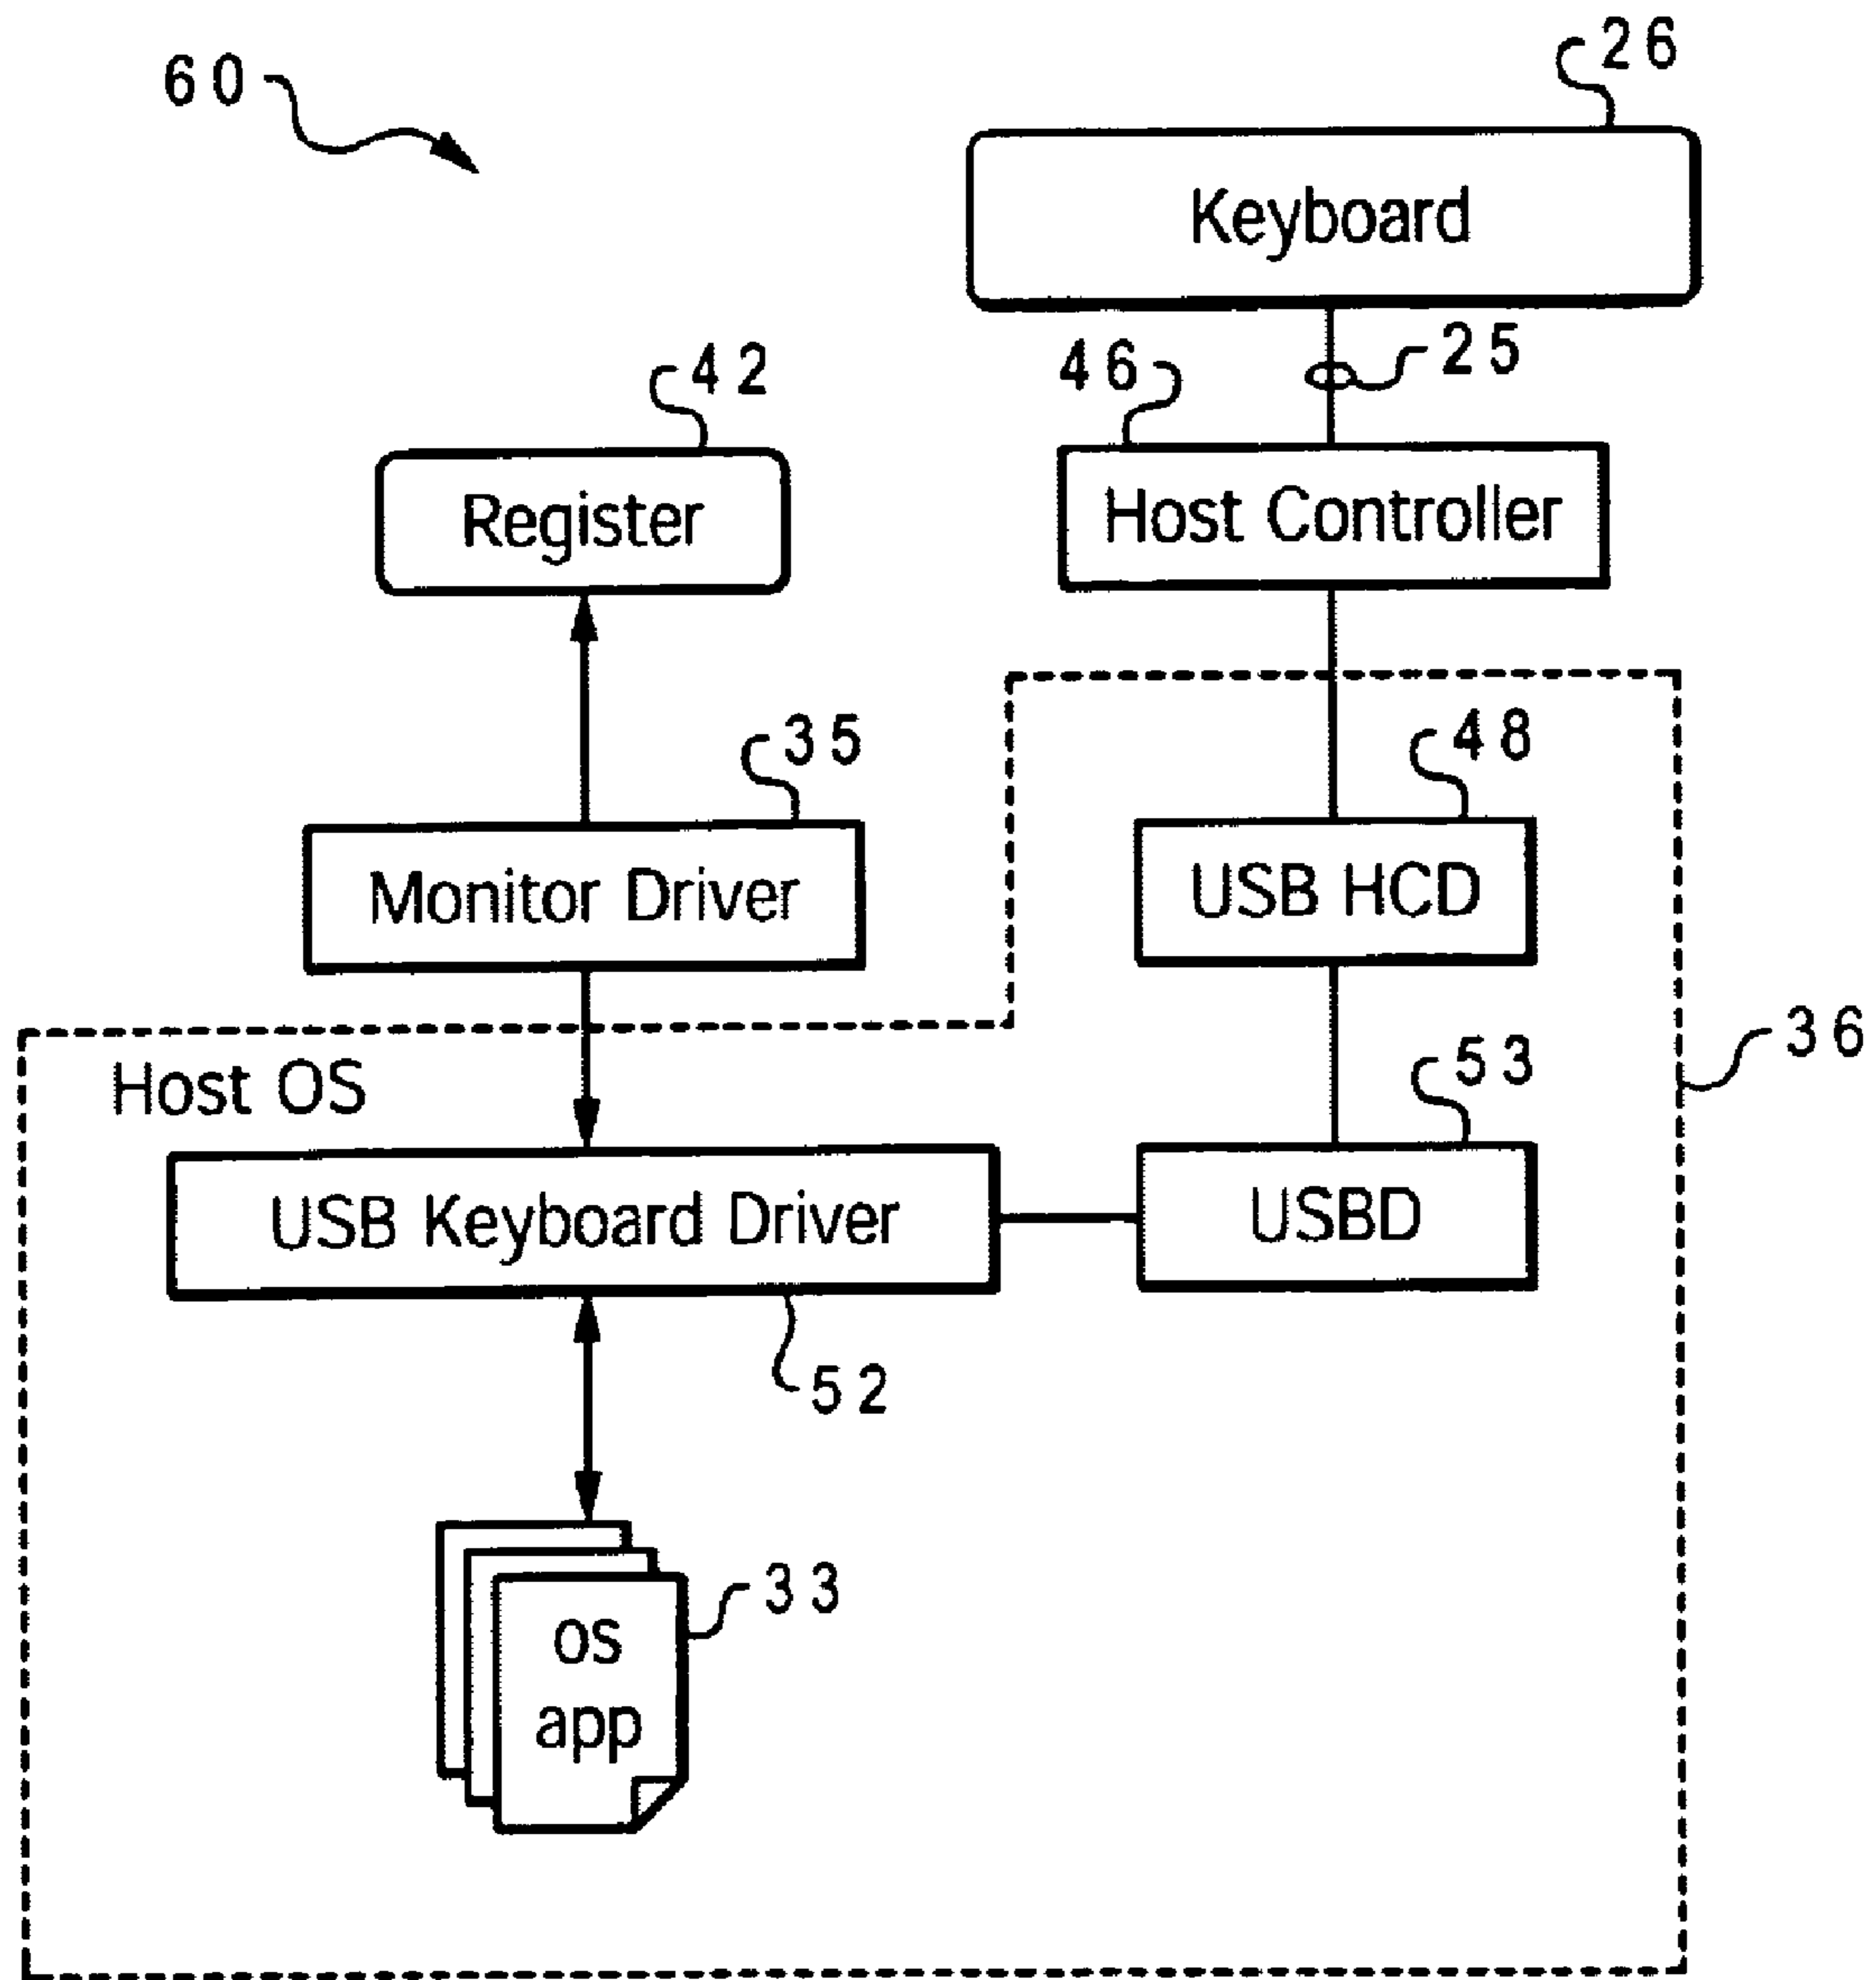 60
26
Keyboard
25
46
42
Host Controller
Register
35
48
Monitor Driver
USB HCD
36
Host OS
53
USB Keyboard Driver
USBD
52
33
os
app